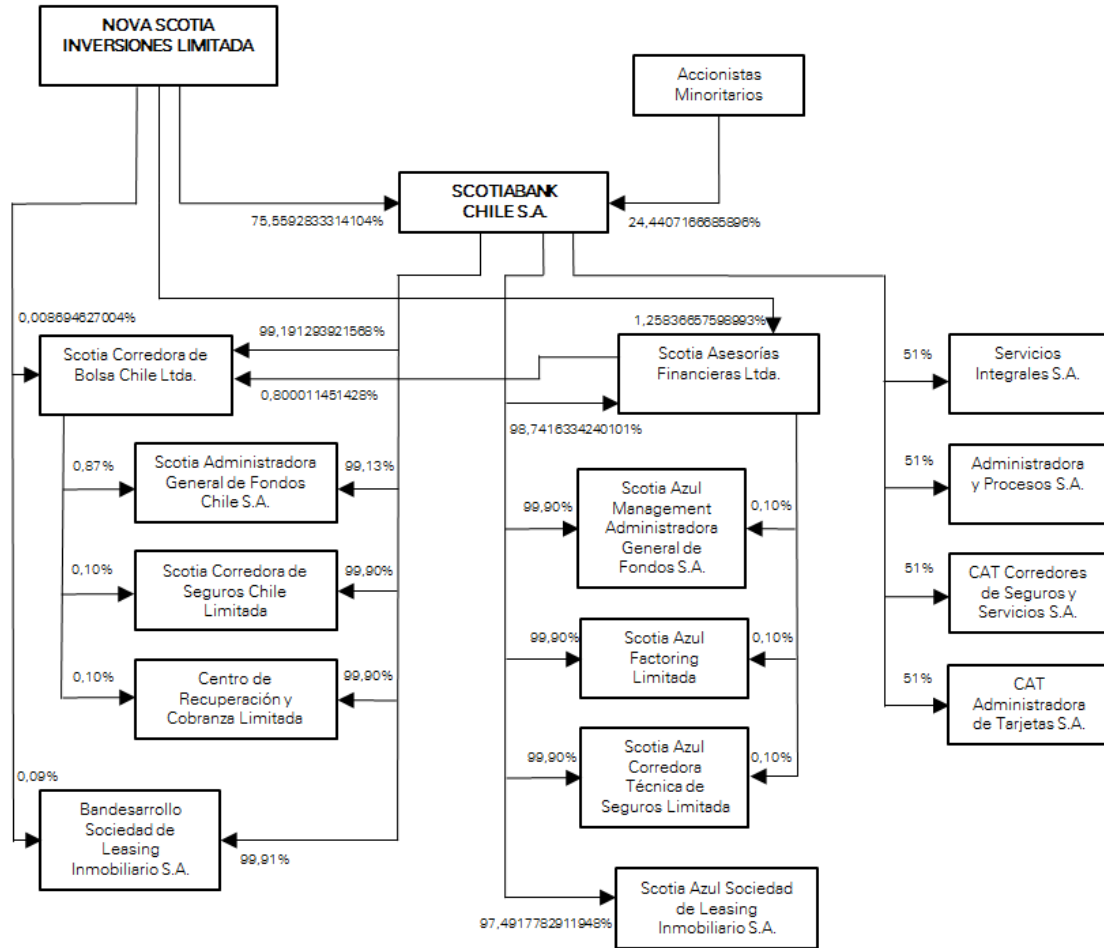 NOVA SCOTIA
INVERSIONES LIMITADA
Accionistas
Minoritarios
SCOTIABANK
CHILE S.A.
75,5592833314104%
24,4407166685896%
0,008694627004%
99,191293921568%
1,25836657598993%
Scotia Corredora de
Bolsa Chile Ltda.
0,800011451428%
Scotia Asesorías
Financieras Ltda.
98,7416334240101%
51%
Servicios
Integrales S.A.
0,87%
Scotia Administradora
General de Fondos
Chile S.A.
99,13%
99,90%
Scotia Azul
Management
Administradora
General de
Fondos S.A.
0,10%
51%
Administradora
y Procesos S.A.
0,10%
Scotia Corredora de
Seguros Chile
Limitada
99,90%
51%
CAT Corredores
de Seguros y
Servicios S.A.
99,90%
Scotia Azul
Factoring
Limitada
0,10%
0,10%
Centro de
Recuperación y
Cobranza Limitada
99,90%
51%
CAT
Administradora
de Tarjetas S.A.
99,90%
Scotia Azul
Corredora
Técnica de
Seguros Limitada
0,10%
0,09%
Bandesarrollo
Sociedad de
Leasing
Inmobiliario S.A.
99,91%
97,4917782911948%
Scotia Azul Sociedad
de Leasing
Inmobiliario S.A.